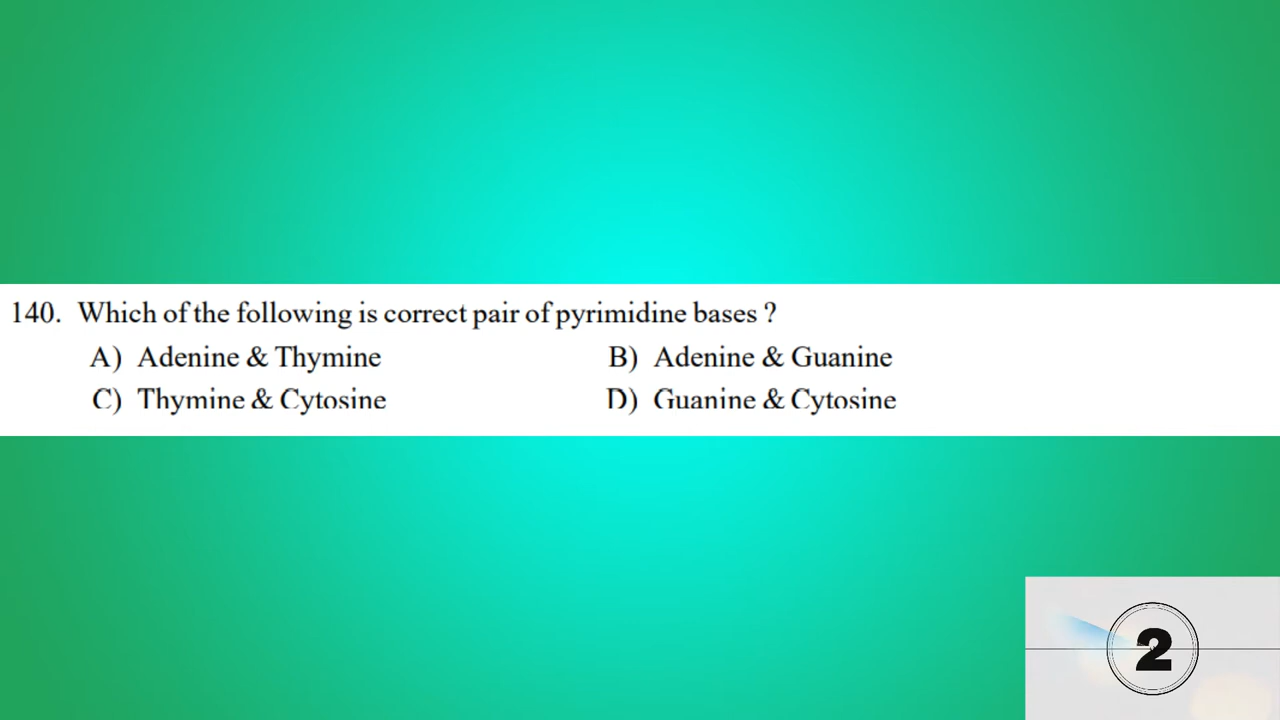 140. Which of the following is correct pair of pyrimidine bases ?
A) Adenine & Thymine B) Adenine & Guanine
C) Thymine & Cytosine D) Guanine & Cytosine
2